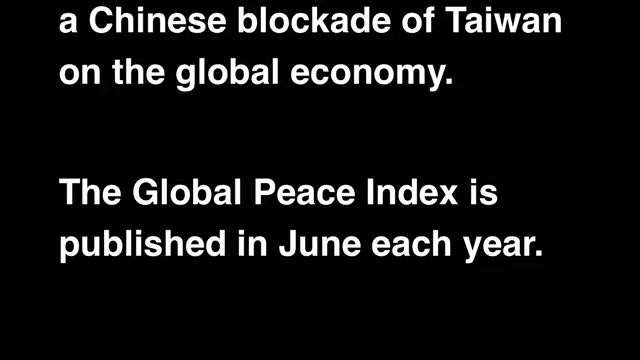 a Chinese blockade of Taiwan
on the global economy.
The Global Peace Index is
published in June each year.